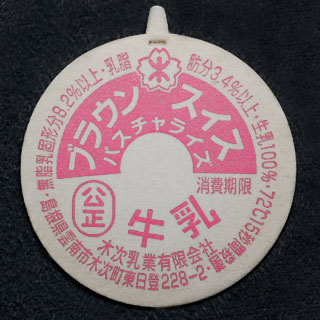 木
ブラウン スイス
パスチャライズ
・無脂乳固形分8.2%以上・乳脂肪分3.4%以上・生乳100%・72℃15秒間殺菌・
消費期限
公正
牛乳
木次乳業有限会社
島根県雲南市木次町東日登228-2